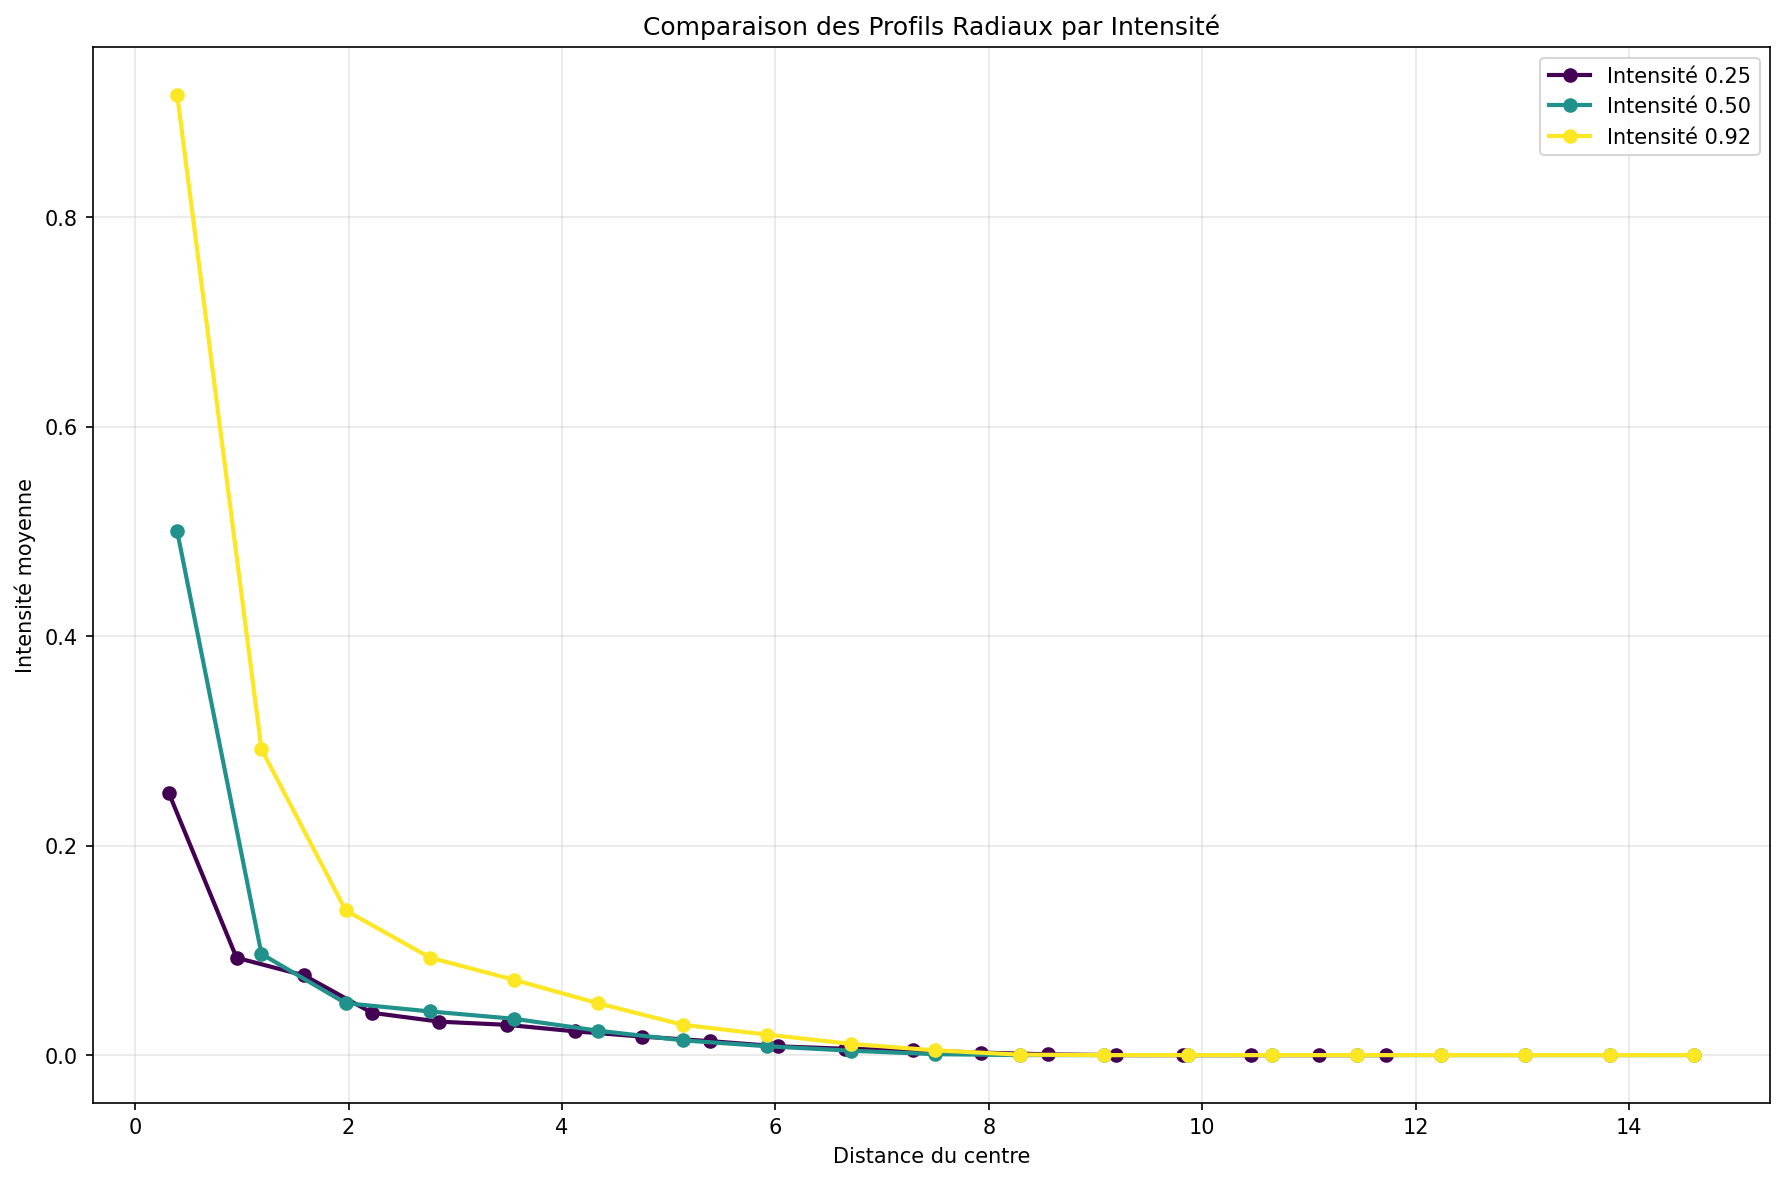 Comparaison des Profils Radiaux par Intensité
Intensité 0.25
Intensité 0.50
Intensité 0.92
Intensité moyenne
0.8
0.6
0.4
0.2
0.0
0 2 4 6 8 10 12 14
Distance du centre